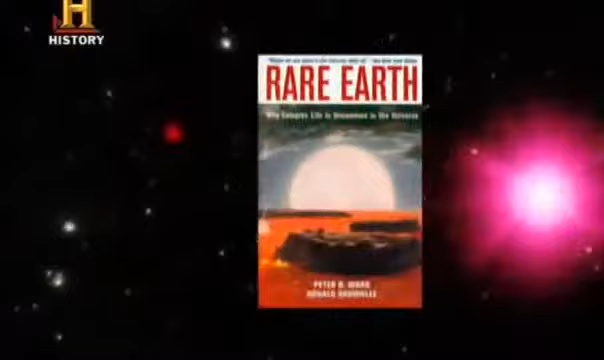 H
HISTORY
RARE EARTH
Why Complex Life Is Uncommon in the Universe
PETER D. WARD
DONALD BROWNLEE